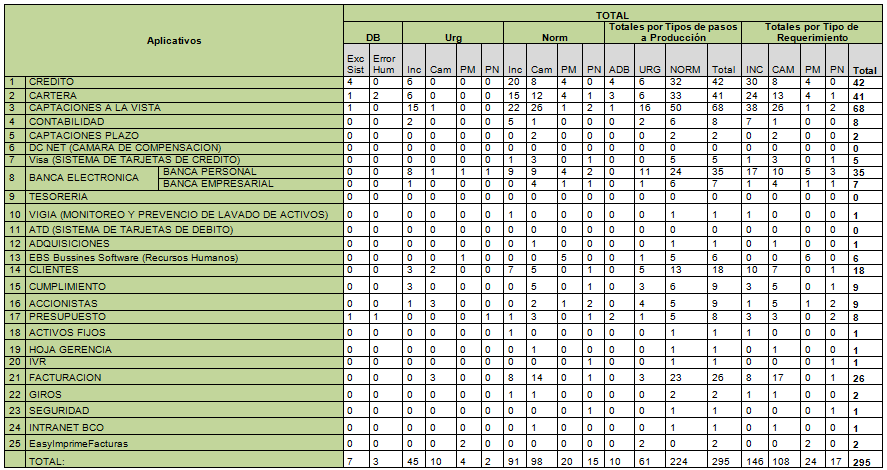 TOTAL
Aplicativos DB Urg Norm Totales por Tipos de pasos a Producción Totales por Tipo de Requerimiento
Exc Sist Error Hum Inc Cam PM PN Inc Cam PM PN ADB URG NORM Total INC CAM PM PN Total
1 CREDITO 4 0 6 0 0 0 20 8 4 0 4 6 32 42 30 8 4 0 42
2 CARTERA 1 2 6 0 0 0 15 12 4 1 3 6 33 41 24 13 4 1 41
3 CAPTACIONES A LA VISTA 1 0 15 1 0 0 22 26 1 2 1 16 50 68 38 26 1 2 68
4 CONTABILIDAD 0 0 2 0 0 0 5 1 0 0 0 2 6 8 7 1 0 0 8
5 CAPTACIONES PLAZO 0 0 0 0 0 0 0 2 0 0 0 0 2 2 0 2 0 0 2
6 DC NET (CAMARA DE COMPENSACION) 0 0 0 0 0 0 0 0 0 0 0 0 0 0 0 0 0 0 0
7 Visa (SISTEMA DE TARJETAS DE CREDITO) 0 0 0 0 0 0 1 3 0 1 0 0 5 5 1 3 0 1 5
8 BANCA ELECTRONICA BANCA PERSONAL 0 0 8 1 1 1 9 9 4 2 0 11 24 35 17 10 5 3 35
BANCA EMPRESARIAL 0 0 1 0 0 0 0 4 1 1 0 1 6 7 1 4 1 1 7
9 TESORERIA 0 0 0 0 0 0 0 0 0 0 0 0 0 0 0 0 0 0 0
10 VIGIA (MONITOREO Y PREVENCIO DE LAVADO DE ACTIVOS) 0 0 0 0 0 0 1 0 0 0 0 0 1 1 1 0 0 0 1
11 ATD (SISTEMA DE TARJETAS DE DEBITO) 0 0 0 0 0 0 0 0 0 0 0 0 0 0 0 0 0 0 0
12 ADQUISICIONES 0 0 0 0 0 0 0 1 0 0 0 0 1 1 0 1 0 0 1
13 EBS Bussines Software (Recursos Humanos) 0 0 0 0 1 0 0 0 5 0 0 1 5 6 0 0 6 0 6
14 CLIENTES 0 0 3 2 0 0 7 5 0 1 0 5 13 18 10 7 0 1 18
15 CUMPLIMIENTO 0 0 3 0 0 0 0 5 0 1 0 3 6 9 3 5 0 1 9
16 ACCIONISTAS 0 0 1 3 0 0 0 2 1 2 0 4 5 9 1 5 1 2 9
17 PRESUPUESTO 1 1 0 0 0 1 1 3 0 1 2 1 5 8 3 3 0 2 8
18 ACTIVOS FIJOS 0 0 0 0 0 0 1 0 0 0 0 0 1 1 1 0 0 0 1
19 HOJA GERENCIA 0 0 0 0 0 0 0 1 0 0 0 0 1 1 0 1 0 0 1
20 IVR 0 0 0 0 0 0 0 0 0 1 0 0 1 1 0 0 0 1 1
21 FACTURACION 0 0 0 3 0 0 8 14 0 1 0 3 23 26 8 17 0 1 26
22 GIROS 0 0 0 0 0 0 1 1 0 0 0 0 2 2 1 1 0 0 2
23 SEGURIDAD 0 0 0 0 0 0 0 0 0 1 0 0 1 1 0 0 0 1 1
24 INTRANET BCO 0 0 0 0 0 0 0 1 0 0 0 0 1 1 0 1 0 0 1
25 EasyImprimeFacturas 0 0 0 0 2 0 0 0 0 0 0 2 0 2 0 0 2 0 2
TOTAL: 7 3 45 10 4 2 91 98 20 15 10 61 224 295 146 108 24 17 295